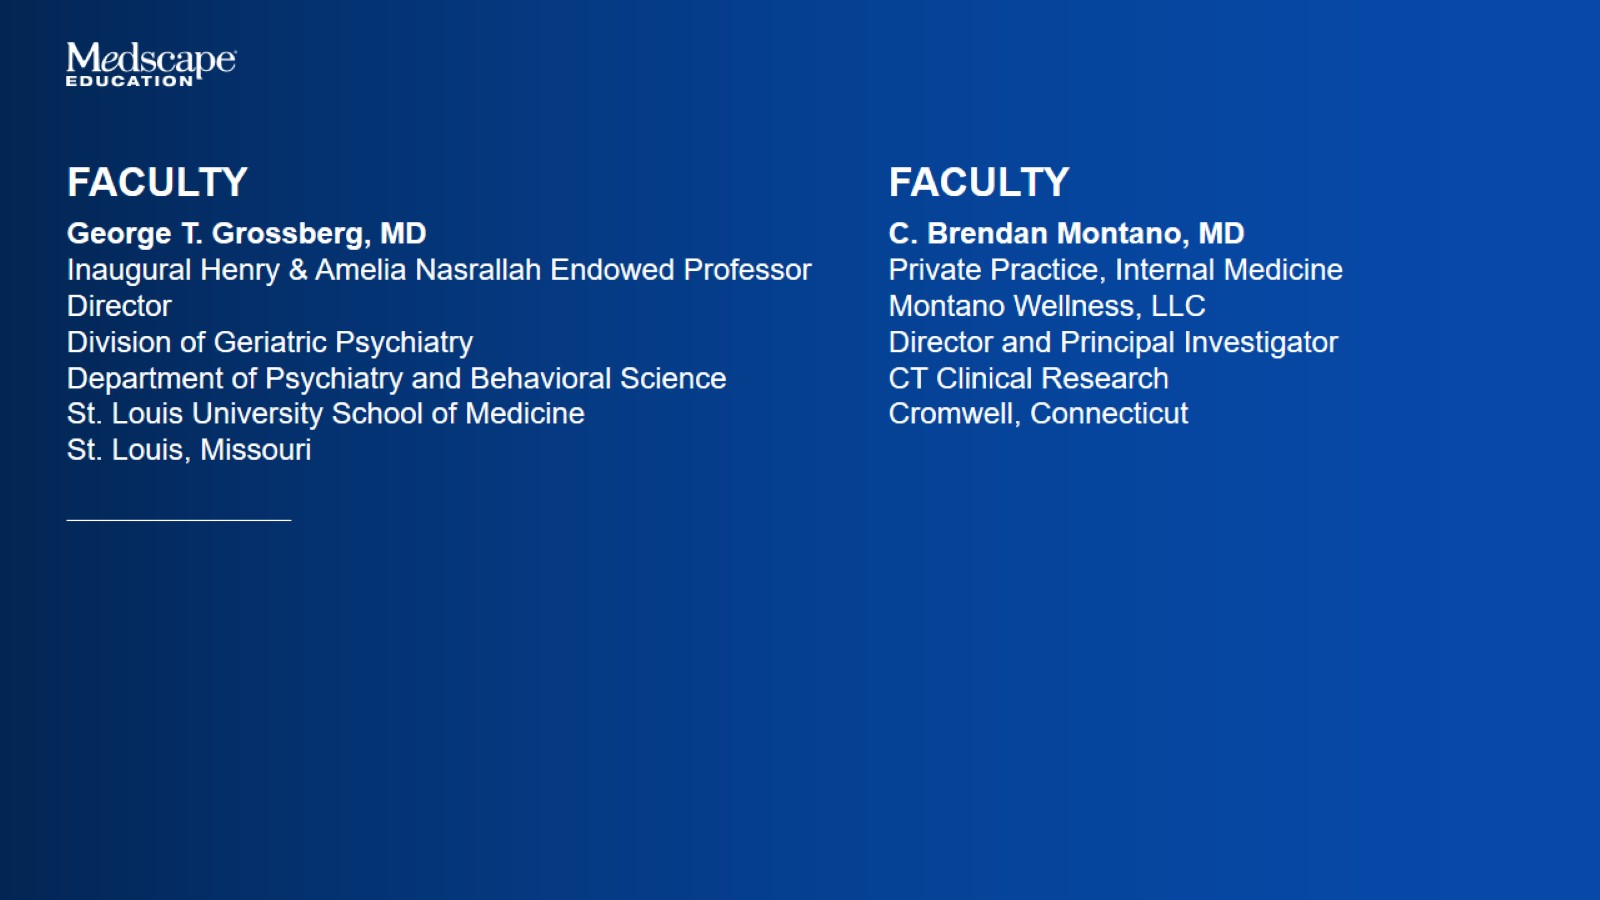 Medscape
EDUCATION
FACULTY
George T. Grossberg, MD
Inaugural Henry & Amelia Nasrallah Endowed Professor
Director
Division of Geriatric Psychiatry
Department of Psychiatry and Behavioral Science
St. Louis University School of Medicine
St. Louis, Missouri
FACULTY
C. Brendan Montano, MD
Private Practice, Internal Medicine
Montano Wellness, LLC
Director and Principal Investigator
CT Clinical Research
Cromwell, Connecticut